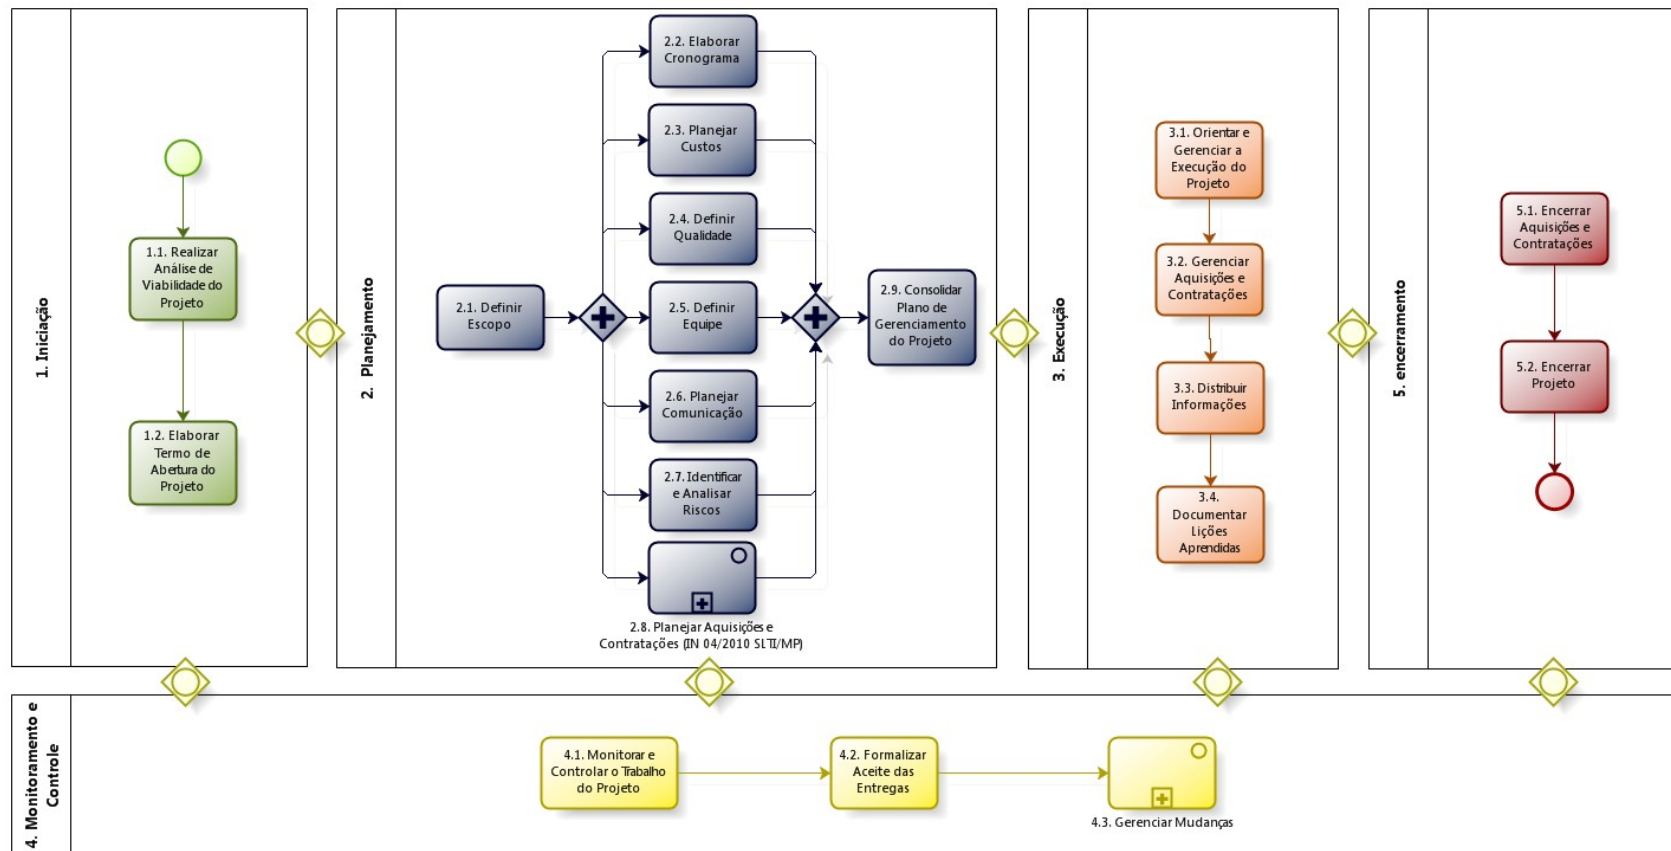 1. Iniciação
1.1. Realizar
Análise de
Viabilidade do
Projeto
1.2. Elaborar
Termo de
Abertura do
Projeto
2. Planejamento
2.1. Definir
Escopo
2.2. Elaborar
Cronograma
2.3. Planejar
Custos
2.4. Definir
Qualidade
2.5. Definir
Equipe
2.6. Planejar
Comunicação
2.7. Identificar
e Analisar
Riscos
2.8. Planejar Aquisições e
Contratações (IN 04/2010 SLTI/MP)
2.9. Consolidar
Plano de
Gerenciamento
do Projeto
3. Execução
3.1. Orientar e
Gerenciar a
Execução do
Projeto
3.2. Gerenciar
Aquisições e
Contratações
3.3. Distribuir
Informações
3.4.
Documentar
Lições
Aprendidas
5. encerramento
5.1. Encerrar
Aquisições e
Contratações
5.2. Encerrar
Projeto
4. Monitoramento e
Controle
4.1. Monitorar e
Controlar o Trabalho
do Projeto
4.2. Formalizar
Aceite das
Entregas
4.3. Gerenciar Mudanças